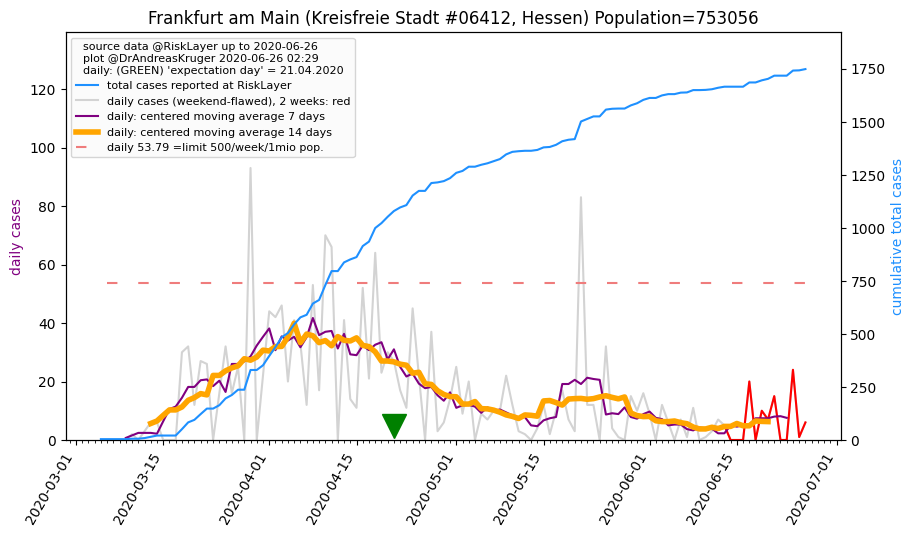 Frankfurt am Main (Kreisfreie Stadt #06412, Hessen) Population=753056
source data @RiskLayer up to 2020-06-26
plot @DrAndreasKruger 2020-06-26 02:29
daily: (GREEN) 'expectation day' = 21.04.2020
total cases reported at RiskLayer
daily cases (weekend-flawed), 2 weeks: red
daily: centered moving average 7 days
daily: centered moving average 14 days
daily 53.79 =limit 500/week/1mio pop.
daily cases
0
20
40
60
80
100
120
cumulative total cases
0
250
500
750
1000
1250
1500
1750
2020-03-01
2020-03-15
2020-04-01
2020-04-15
2020-05-01
2020-05-15
2020-06-01
2020-06-15
2020-07-01